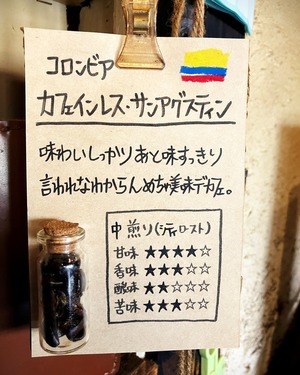 コロンビア
カフェインレス・サンアグスティン
味わいしっかりあと味すっきり
言われなわからんめちゃ美味デカフェ。
中煎り(シティロースト)
甘味 ★★★★☆
香味 ★★★☆☆
酸味 ★★☆☆☆
苦味 ★★★☆☆